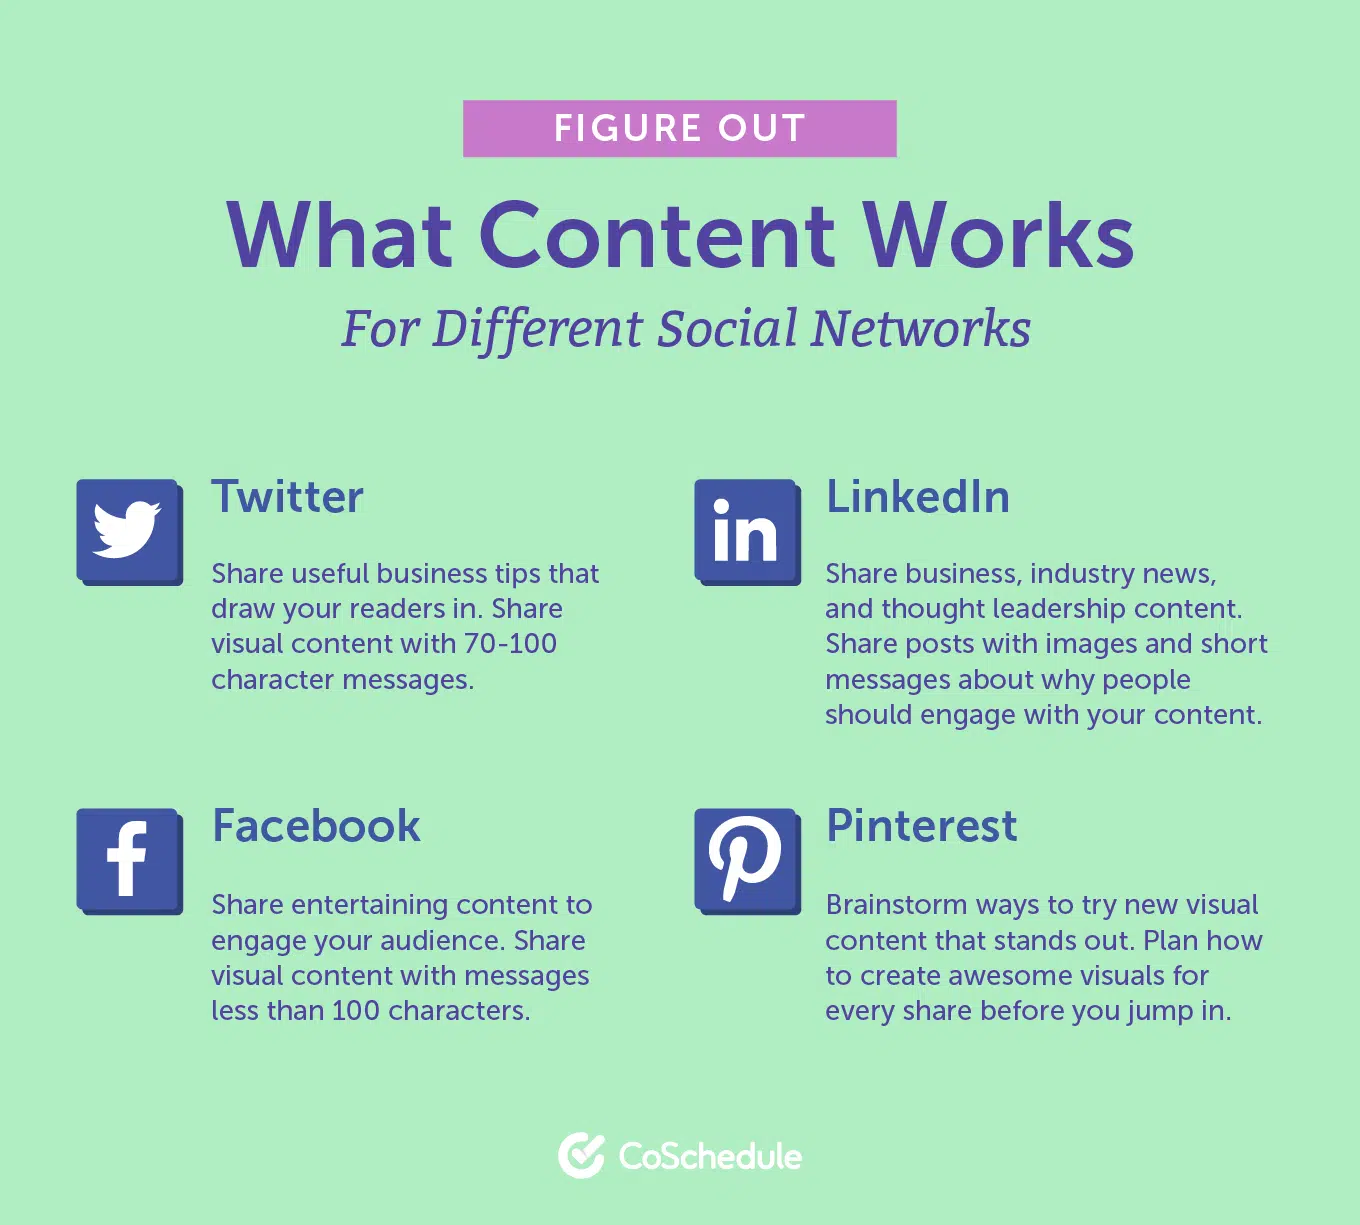 FIGURE OUT
What Content Works
For Different Social Networks
Twitter
Share useful business tips that
draw your readers in. Share
visual content with 70-100
character messages.
LinkedIn
Share business, industry news,
and thought leadership content.
Share posts with images and short
messages about why people
should engage with your content.
Facebook
Share entertaining content to
engage your audience. Share
visual content with messages
less than 100 characters.
Pinterest
Brainstorm ways to try new visual
content that stands out. Plan how
to create awesome visuals for
every share before you jump in.
CoSchedule